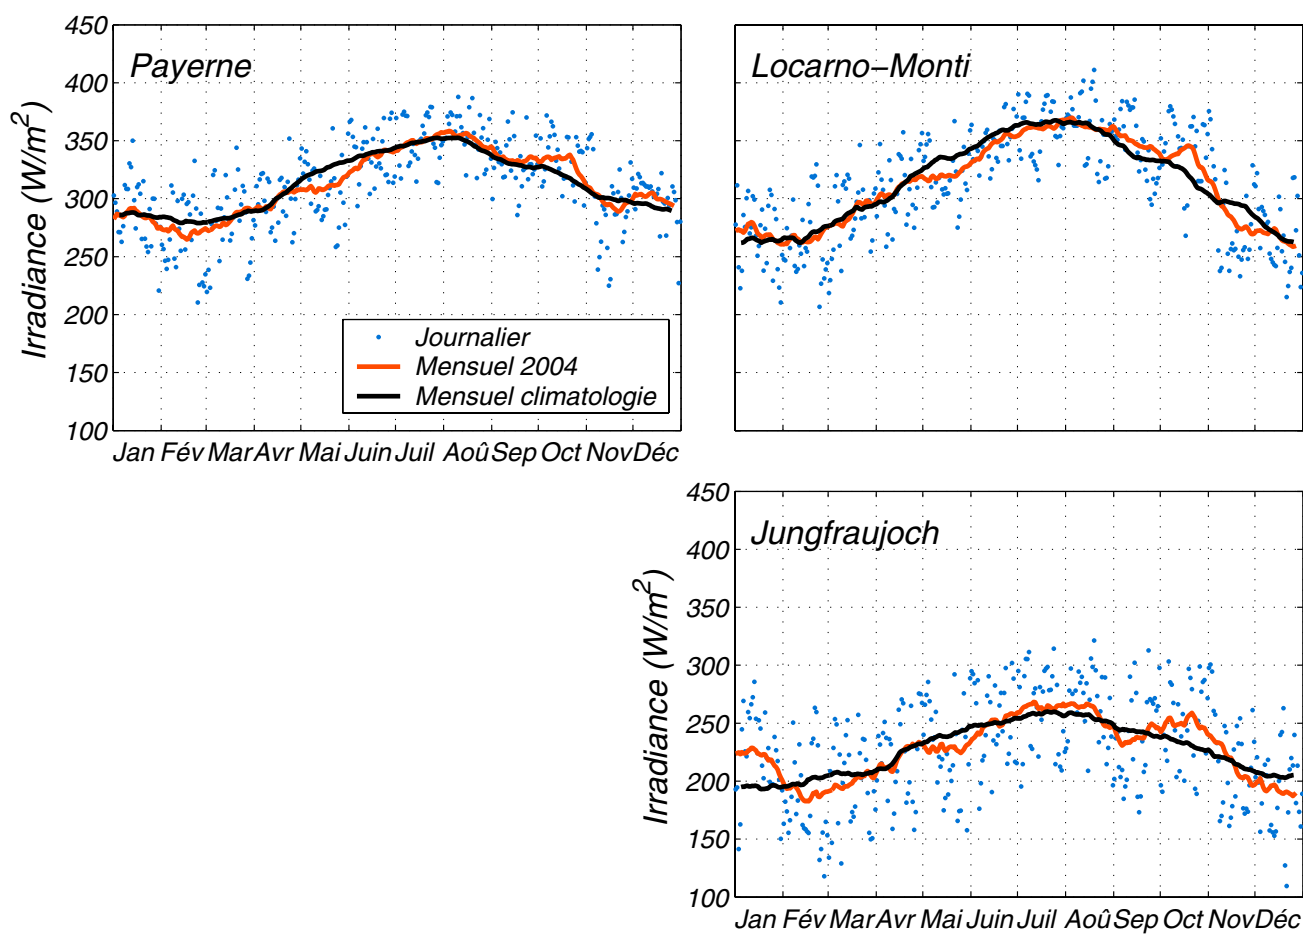 Payerne
Irradiance (W/m²)
450
400
350
300
250
200
150
100
Journalier
Mensuel 2004
Mensuel climatologie
Jan Fév Mar Avr Mai Juin Juil Aoû Sep Oct Nov Déc
Locarno–Monti
Jungfraujoch
Irradiance (W/m²)
450
400
350
300
250
200
150
100
Jan Fév Mar Avr Mai Juin Juil Aoû Sep Oct Nov Déc